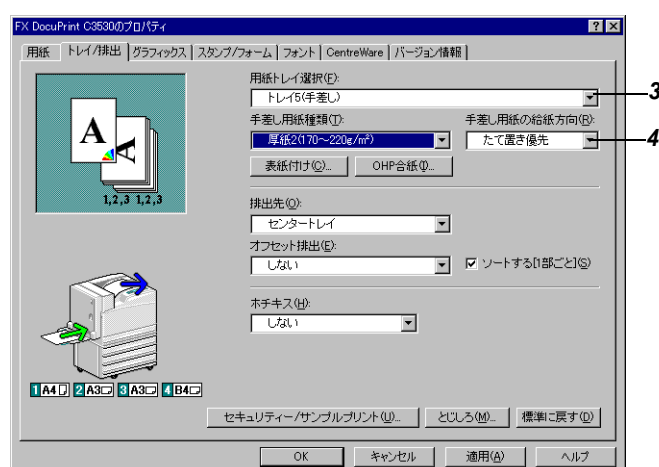 FX DocuPrint C3530のプロパティ
用紙 トレイ/排出 グラフィックス スタンプ/フォーム フォント CentreWare バージョン情報
用紙トレイ選択(F):
トレイ5(手差し)
3
手差し用紙種類(T):
手差し用紙の給紙方向(R):
厚紙2(170～220g/m²)
たて置き優先
4
表紙付け(C)...
OHP合紙(I)...
A
A
1,2,3 1,2,3
排出先(O):
センタートレイ
オフセット排出(E):
しない
ソートする[1部ごと](S)
ホチキス(H):
しない
1 A4 2 A3 3 A3 4 B4
セキュリティー/サンプルプリント(U)...
とじしろ(M)...
標準に戻す(D)
OK
キャンセル
適用(A)
ヘルプ